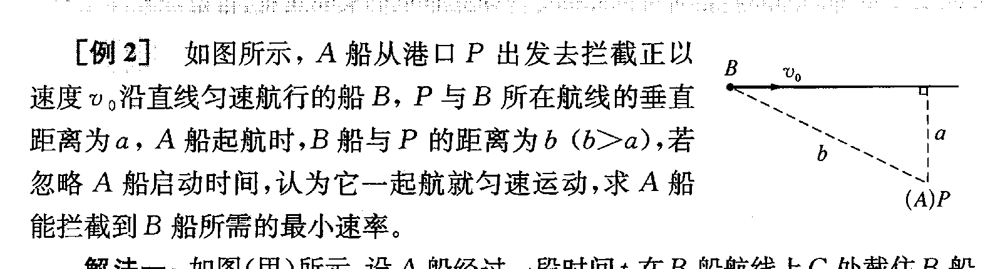 [例2] 如图所示，A 船从港口 P 出发去拦截正以
速度 v₀沿直线匀速航行的船 B，P 与 B 所在航线的垂直
距离为 a，A 船起航时，B 船与 P 的距离为 b (b>a)，若
忽略 A 船启动时间，认为它一起航就匀速运动，求 A 船
能拦截到 B 船所需的最小速率。
B
v₀
a
b
(A)P